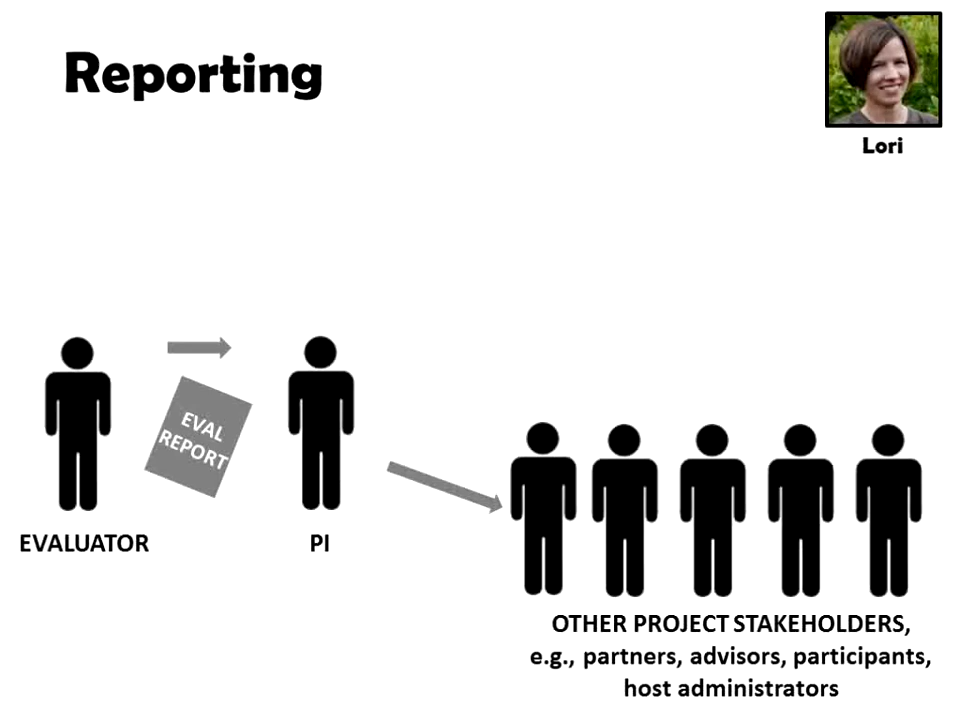 Reporting
Lori
EVAL
REPORT
EVALUATOR
PI
OTHER PROJECT STAKEHOLDERS,
e.g., partners, advisors, participants,
host administrators